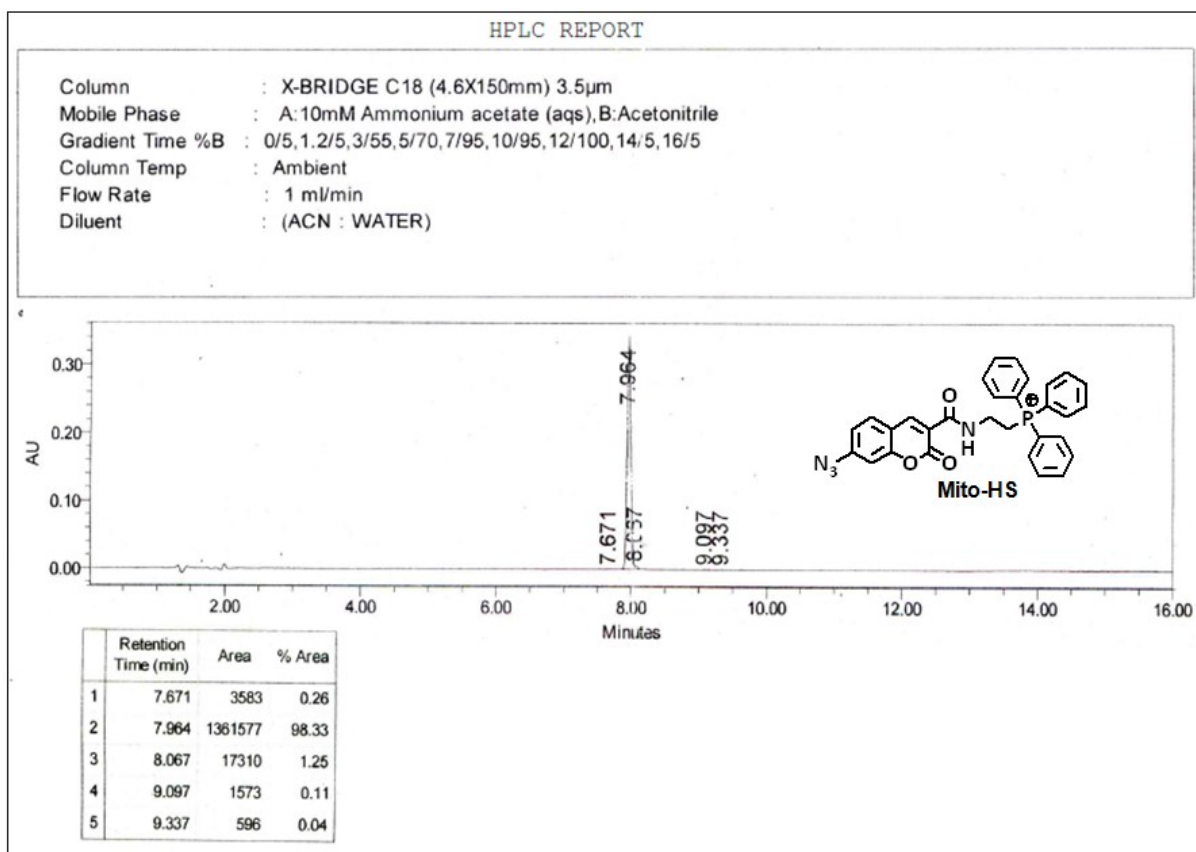 HPLC REPORT
Column : X-BRIDGE C18 (4.6X150mm) 3.5µm
Mobile Phase : A:10mM Ammonium acetate (aqs),B:Acetonitrile
Gradient Time %B : 0/5,1.2/5,3/55,5/70,7/95,10/95,12/100,14/5,16/5
Column Temp : Ambient
Flow Rate : 1 ml/min
Diluent : (ACN : WATER)
AU
0.30
0.20
0.10
0.00
7.671
7.964
8.067
9.097
9.337
O
N
H
P
⊕
N3
O
O
Mito-HS
2.00 4.00 6.00 8.00 10.00 12.00 14.00 16.00
Minutes
Retention Time (min) Area % Area
1 7.671 3583 0.26
2 7.964 1361577 98.33
3 8.067 17310 1.25
4 9.097 1573 0.11
5 9.337 596 0.04